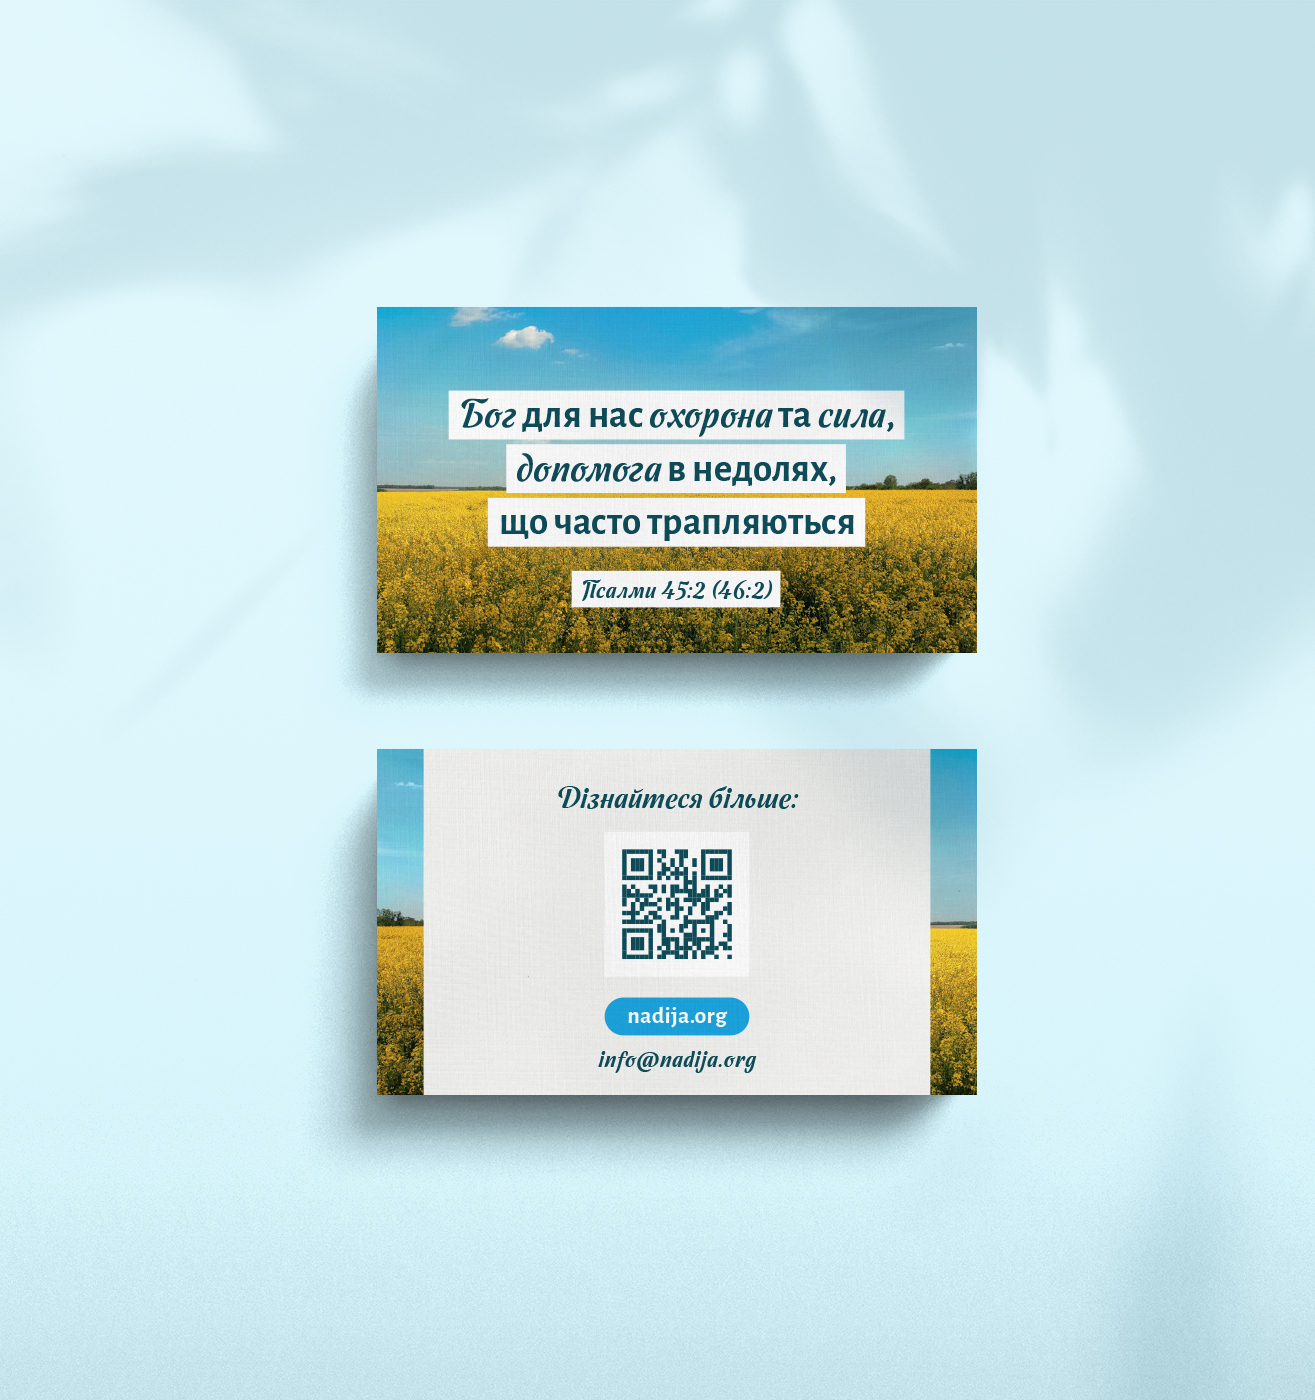 Бог для нас охорона та сила,
допомога в недолях,
що часто трапляються
Псалми 45:2 (46:2)
Дізнайтеся більше:
nadija.org
info@nadija.org